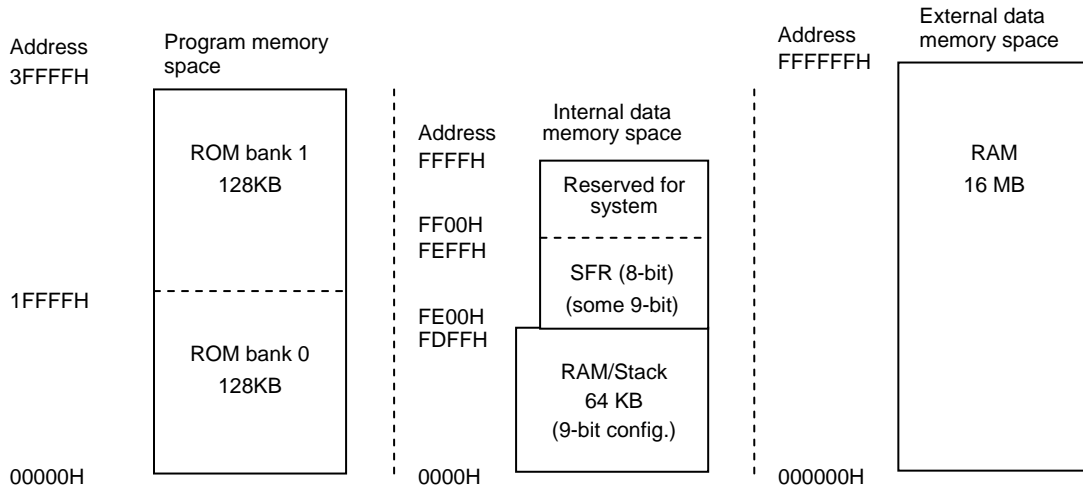 Address
3FFFFH
Program memory
space
ROM bank 1
128KB
1FFFFH
ROM bank 0
128KB
00000H
Address
FFFFH
Internal data
memory space
Reserved for
system
FF00H
FEFFH
SFR (8-bit)
(some 9-bit)
FE00H
FDFFH
RAM/Stack
64 KB
(9-bit config.)
0000H
Address
FFFFFFH
External data
memory space
RAM
16 MB
000000H